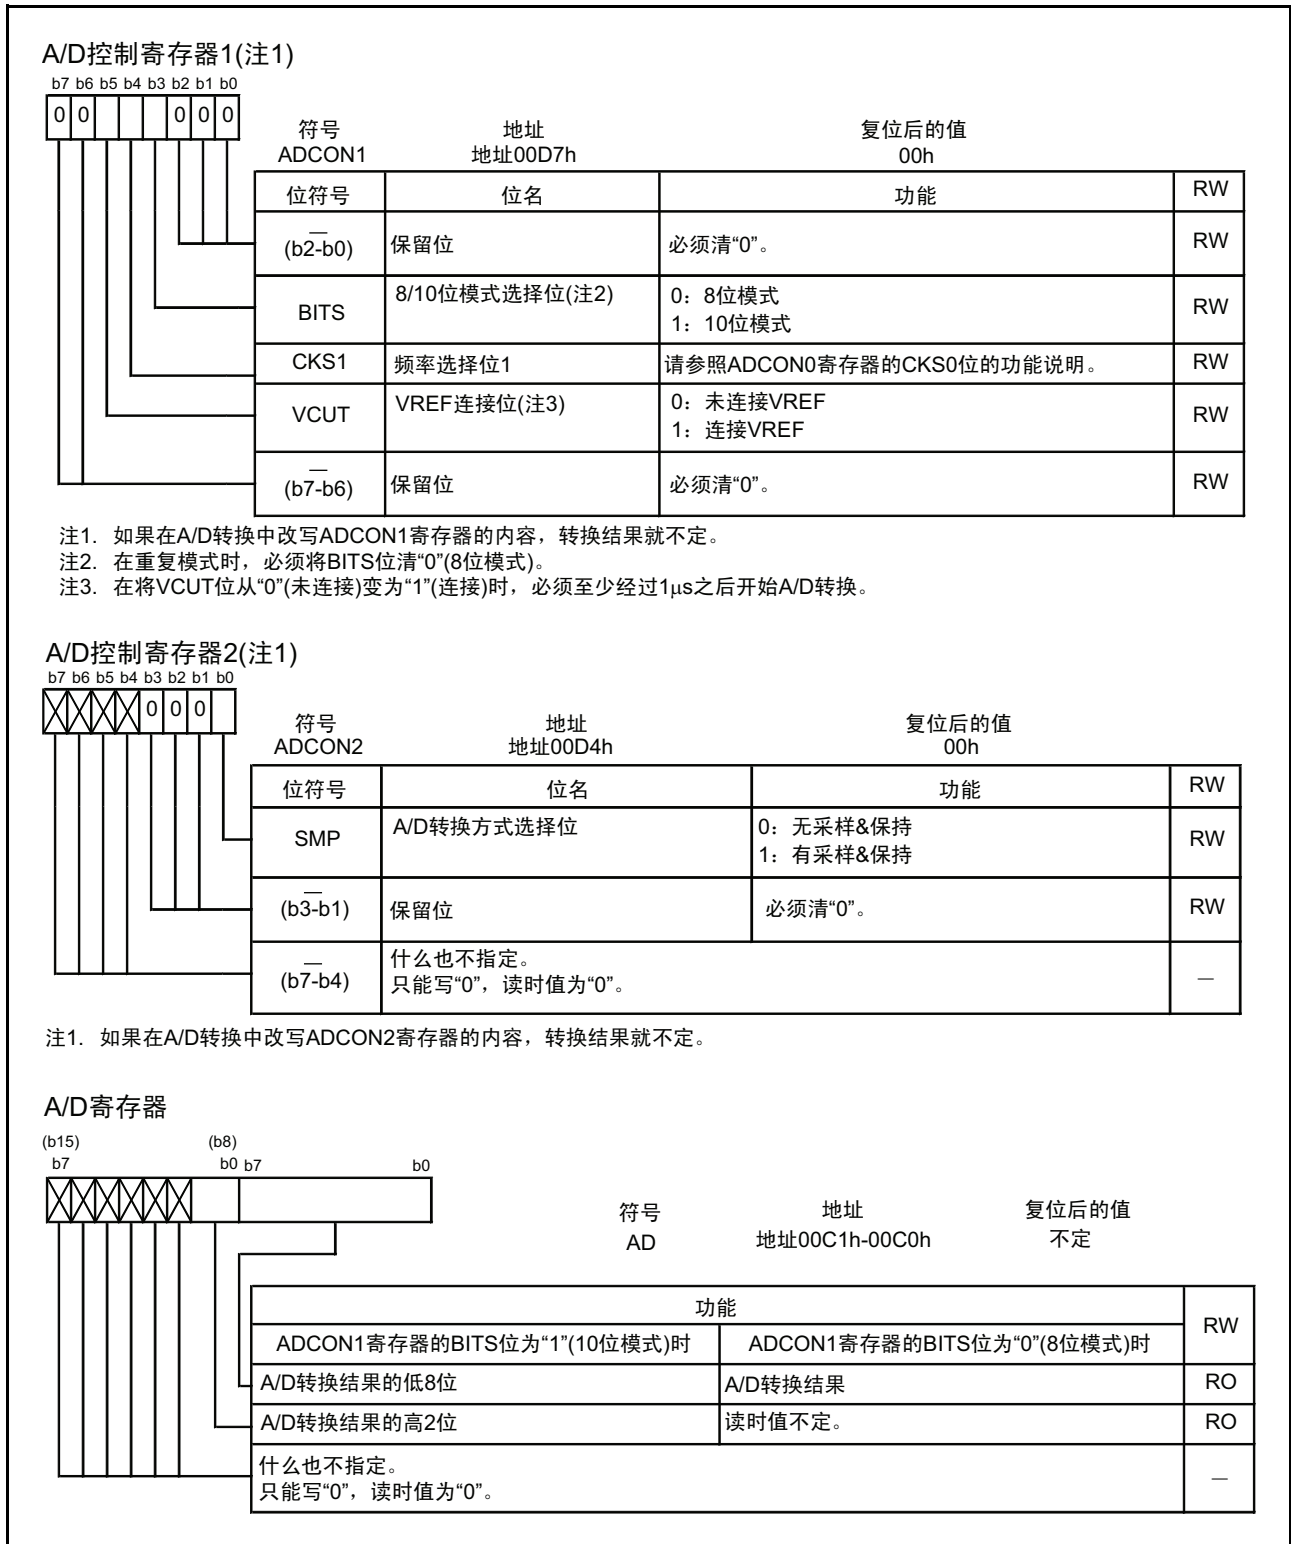 A/D控制寄存器1(注1)
b7 b6 b5 b4 b3 b2 b1 b0
0 0 0 0 0
符号 地址 复位后的值
ADCON1 地址00D7h 00h
位符号 位名 功能 RW
— (b2-b0) 保留位 必须清“0”。 RW
BITS 8/10位模式选择位(注2) 0：8位模式 RW
1：10位模式
CKS1 频率选择位1 请参照ADCON0寄存器的CKS0位的功能说明。 RW
VCUT VREF连接位(注3) 0：未连接VREF RW
1：连接VREF
— (b7-b6) 保留位 必须清“0”。 RW
注1. 如果在A/D转换中改写ADCON1寄存器的内容，转换结果就不定。
注2. 在重复模式时，必须将BITS位清“0”(8位模式)。
注3. 在将VCUT位从“0”(未连接)变为“1”(连接)时，必须至少经过1μs之后开始A/D转换。
A/D控制寄存器2(注1)
b7 b6 b5 b4 b3 b2 b1 b0
0 0 0
符号 地址 复位后的值
ADCON2 地址00D4h 00h
位符号 位名 功能 RW
SMP A/D转换方式选择位 0：无采样&保持 RW
1：有采样&保持
— (b3-b1) 保留位 必须清“0”。 RW
— (b7-b4) 什么也不指定。 —
只能写“0”，读时值为“0”。
注1. 如果在A/D转换中改写ADCON2寄存器的内容，转换结果就不定。
A/D寄存器
(b15) (b8)
b7 b0 b7 b0
符号 地址 复位后的值
AD 地址00C1h-00C0h 不定
功能 RW
ADCON1寄存器的BITS位为“1”(10位模式)时 ADCON1寄存器的BITS位为“0”(8位模式)时
A/D转换结果的低8位 A/D转换结果 RO
A/D转换结果的高2位 读时值不定。 RO
什么也不指定。 —
只能写“0”，读时值为“0”。